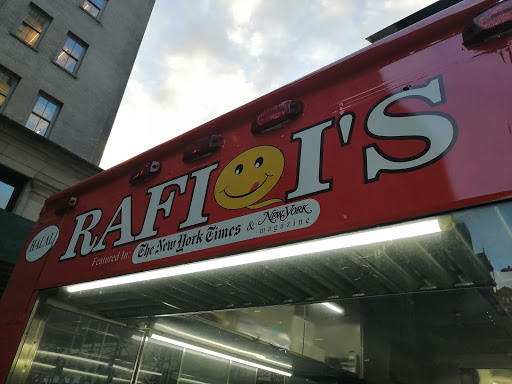 HALAL
RAFIQI'S
Featured In: The New York Times & NEW YORK magazine